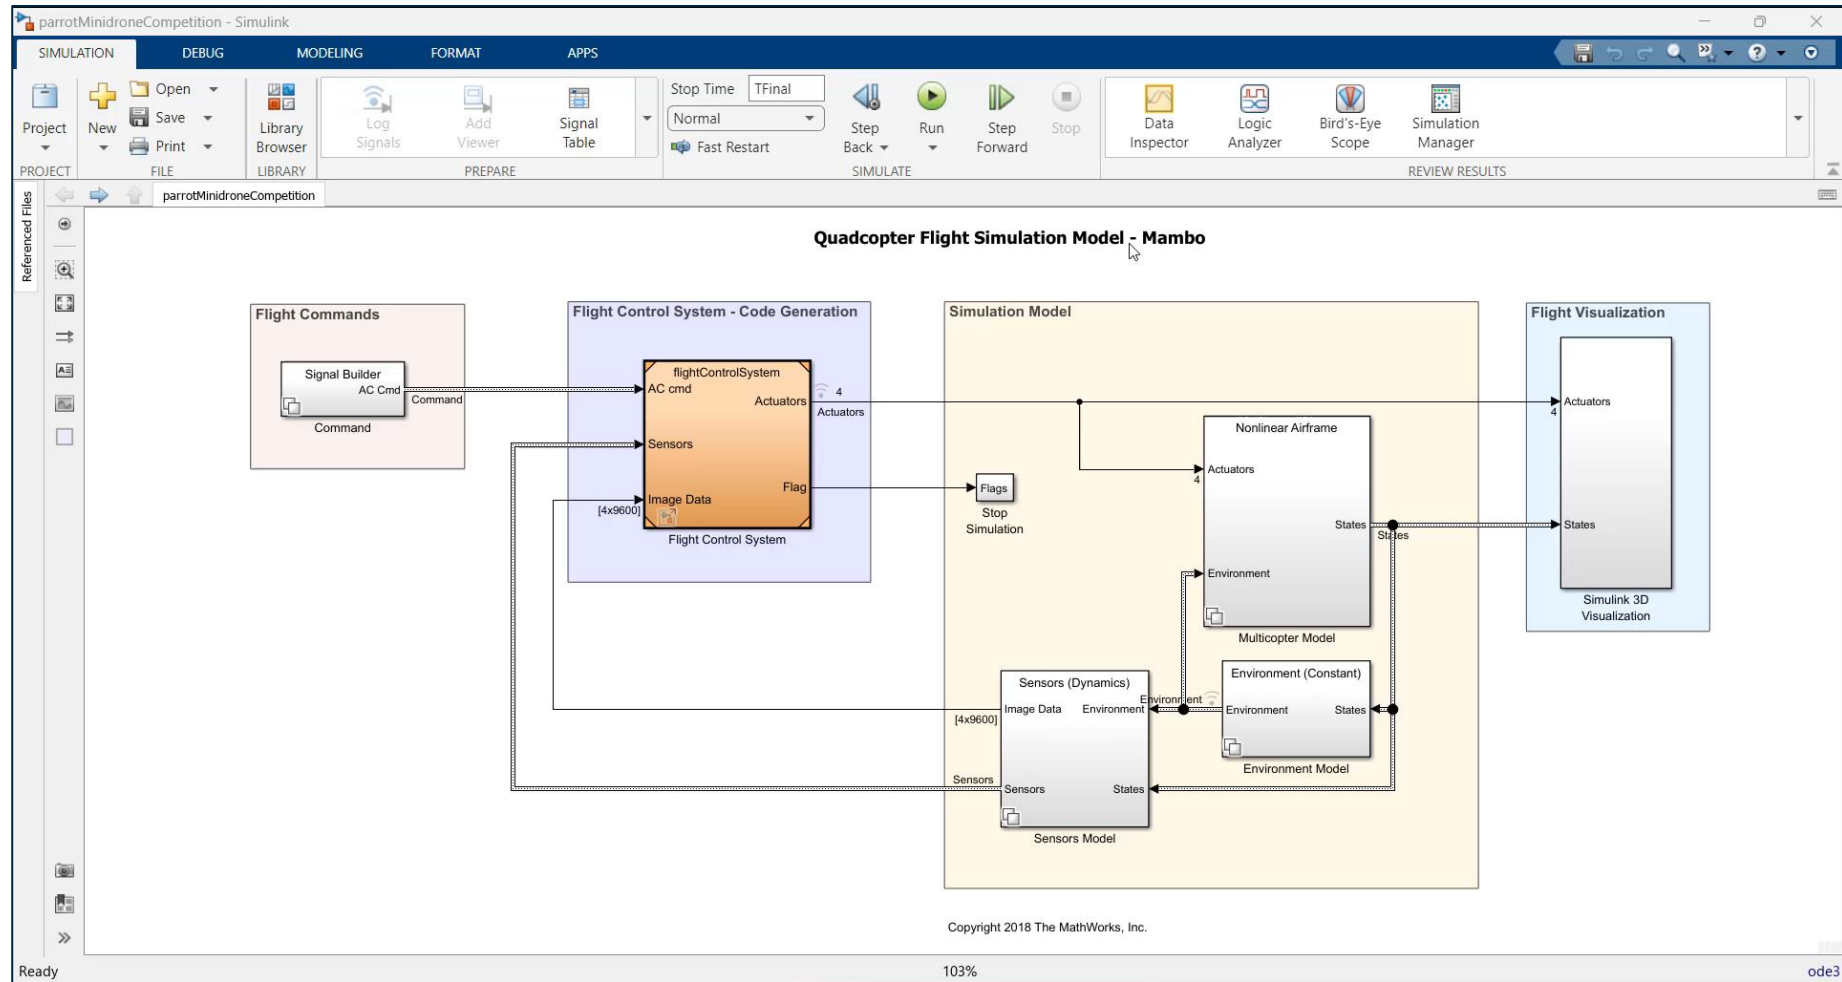 parrotMinidroneCompetition - Simulink
SIMULATION
DEBUG
MODELING
FORMAT
APPS
Project
New
Open
Save
Print
Library
Browser
Log
Signals
Add
Viewer
Signal
Table
Stop Time TFinal
Normal
Fast Restart
Step
Back
Run
Step
Forward
Stop
Data
Inspector
Logic
Analyzer
Bird's-Eye
Scope
Simulation
Manager
PROJECT
FILE
LIBRARY
PREPARE
SIMULATE
REVIEW RESULTS
Referenced Files
parrotMinidroneCompetition
Quadcopter Flight Simulation Model - Mambo
Flight Commands
Signal Builder
AC Cmd
Command
Command
Flight Control System - Code Generation
flightControlSystem
AC cmd
Actuators
4
Actuators
Sensors
Flag
Image Data
[4x9600]
Flight Control System
Simulation Model
Flags
Stop
Simulation
Nonlinear Airframe
Actuators
4
States
States
Environment
Multicopter Model
Environment (Constant)
Environment
States
Environment Model
Environment
Sensors (Dynamics)
Image Data
Environment
[4x9600]
Sensors
Sensors
States
Sensors Model
Flight Visualization
Actuators
4
States
Simulink 3D
Visualization
Copyright 2018 The MathWorks, Inc.
Ready
103%
ode3